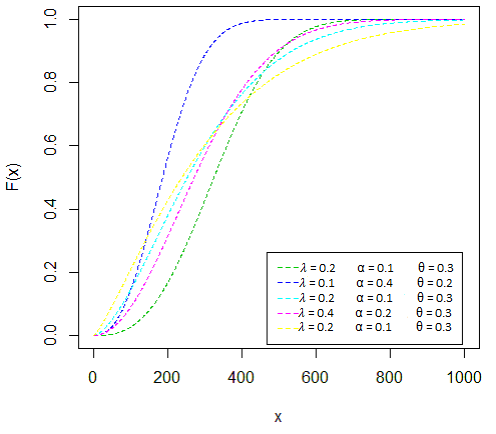 1.0
0.8
0.6
0.4
0.2
0.0
F(x)
λ = 0.2 α = 0.1 θ = 0.3
λ = 0.1 α = 0.4 θ = 0.2
λ = 0.2 α = 0.1 θ = 0.3
λ = 0.4 α = 0.2 θ = 0.3
λ = 0.2 α = 0.1 θ = 0.3
0 200 400 600 800 1000
x